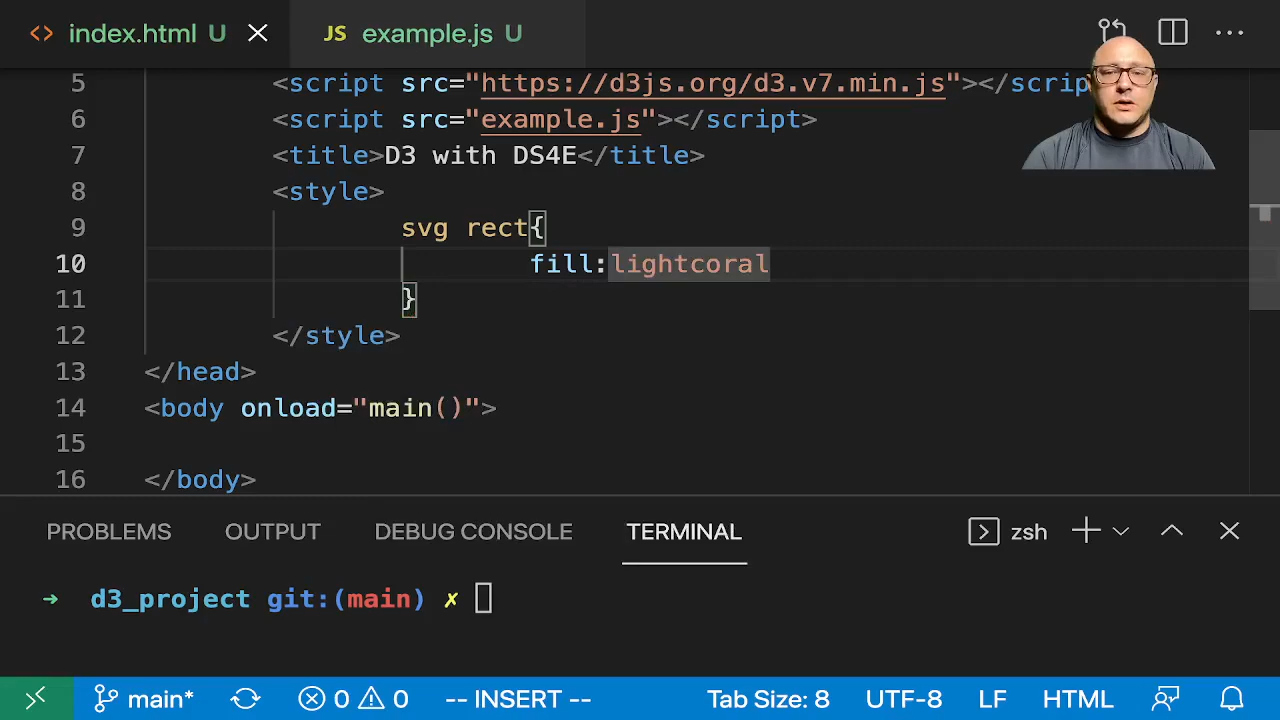 index.html U
JS example.js U
5 <script src="https://d3js.org/d3.v7.min.js"></scrip
6 <script src="example.js"></script>
7 <title>D3 with DS4E</title>
8 <style>
9 svg rect{
10 fill:lightcoral
11 }
12 </style>
13 </head>
14 <body onload="main()">
15
16 </body>
PROBLEMS OUTPUT DEBUG CONSOLE TERMINAL zsh
→ d3_project git:(main) ✗
main* 0 0 -- INSERT -- Tab Size: 8 UTF-8 LF HTML